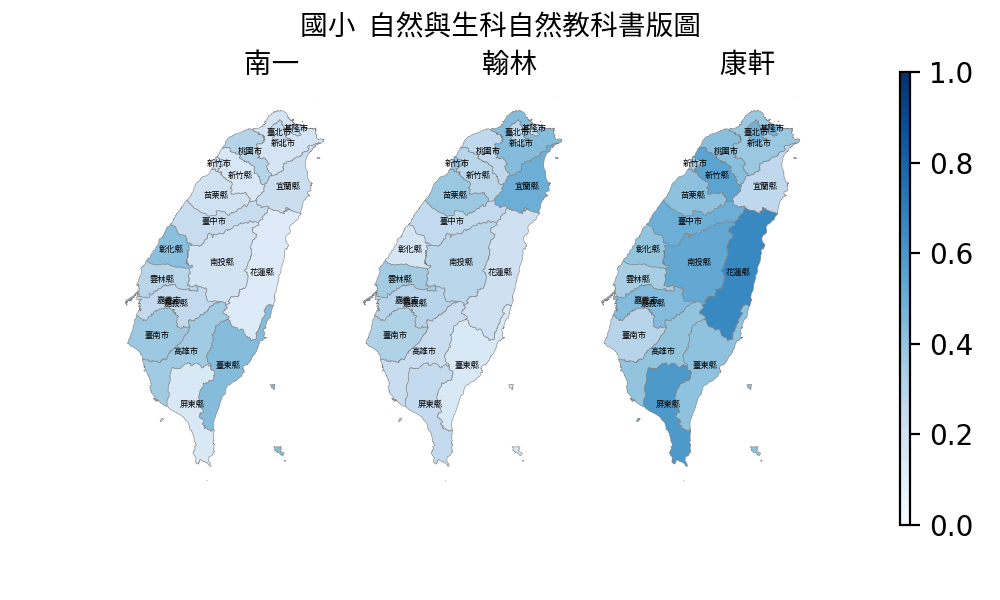 國小 自然與生科自然教科書版圖
南一 翰林 康軒
臺北市 基隆市
新北市
桃園市
新竹市
新竹縣
宜蘭縣
苗栗縣
臺中市
彰化縣
南投縣
花蓮縣
雲林縣
嘉義市 嘉義縣
臺南市
高雄市
臺東縣
屏東縣
臺北市 基隆市
新北市
桃園市
新竹市
新竹縣
宜蘭縣
苗栗縣
臺中市
彰化縣
南投縣
花蓮縣
雲林縣
嘉義市 嘉義縣
臺南市
高雄市
臺東縣
屏東縣
臺北市 基隆市
新北市
桃園市
新竹市
新竹縣
宜蘭縣
苗栗縣
臺中市
彰化縣
南投縣
花蓮縣
雲林縣
嘉義市 嘉義縣
臺南市
高雄市
臺東縣
屏東縣
1.0
0.8
0.6
0.4
0.2
0.0